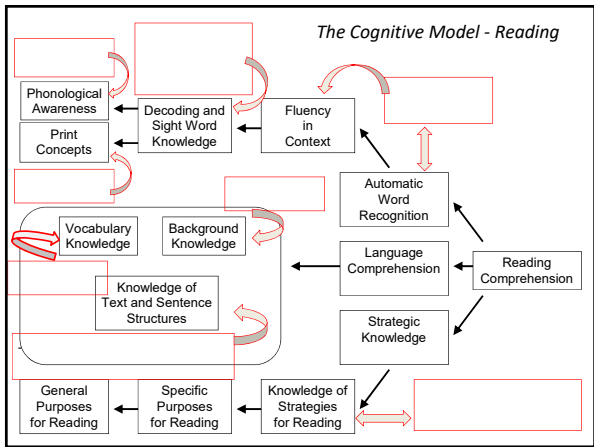 The Cognitive Model - Reading
Phonological
Awareness
Print
Concepts
Decoding and
Sight Word
Knowledge
Fluency
in
Context
Automatic
Word
Recognition
Vocabulary
Knowledge
Background
Knowledge
Knowledge of
Text and Sentence
Structures
Language
Comprehension
Reading
Comprehension
Strategic
Knowledge
General
Purposes
for Reading
Specific
Purposes
for Reading
Knowledge of
Strategies
for Reading